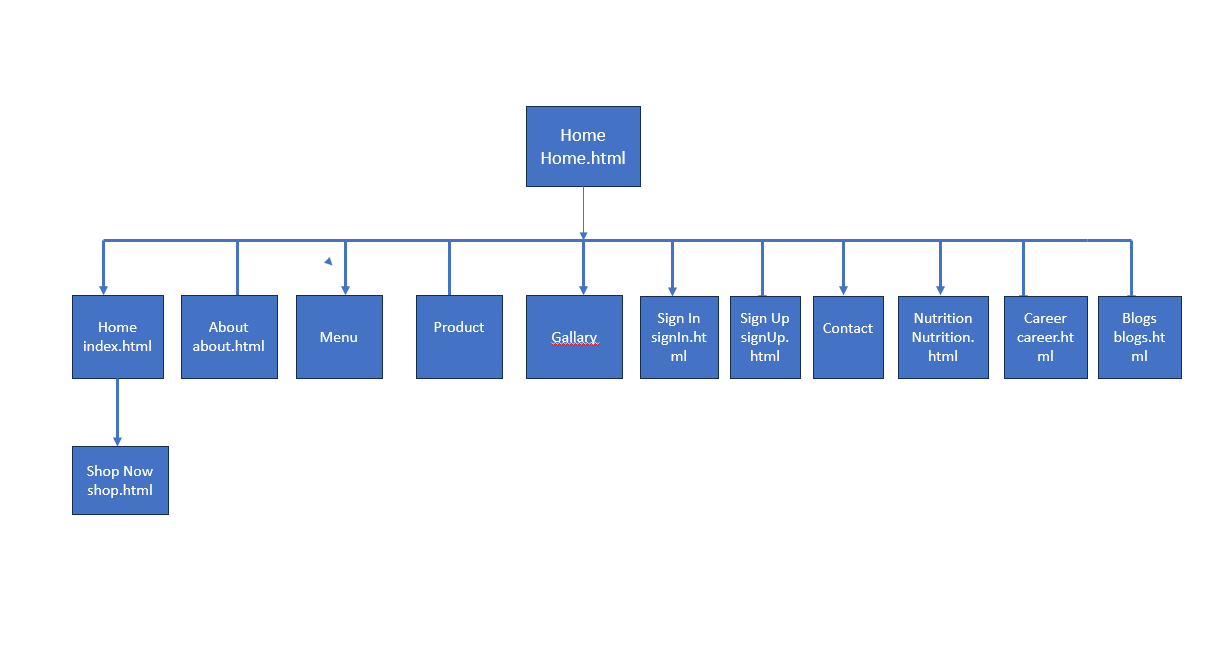 Home
Home.html
Home
index.html
About
about.html
Menu
Product
Gallary
Sign In
signIn.ht
ml
Sign Up
signUp.
html
Contact
Nutrition
Nutrition.
html
Career
career.ht
ml
Blogs
blogs.ht
ml
Shop Now
shop.html